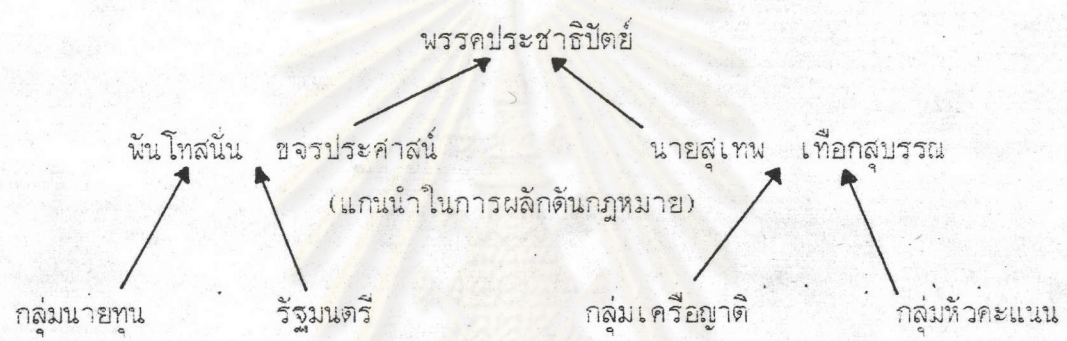 พรรคประชาธิปัตย์
พันโทสนั่น ขจรประศาสน์ นายสุเทพ เทือกสุบรรณ
(แกนนำในการผลักดันกฎหมาย)
กลุ่มนายทุน รัฐมนตรี กลุ่มเครือญาติ กลุ่มหัวคะแนน